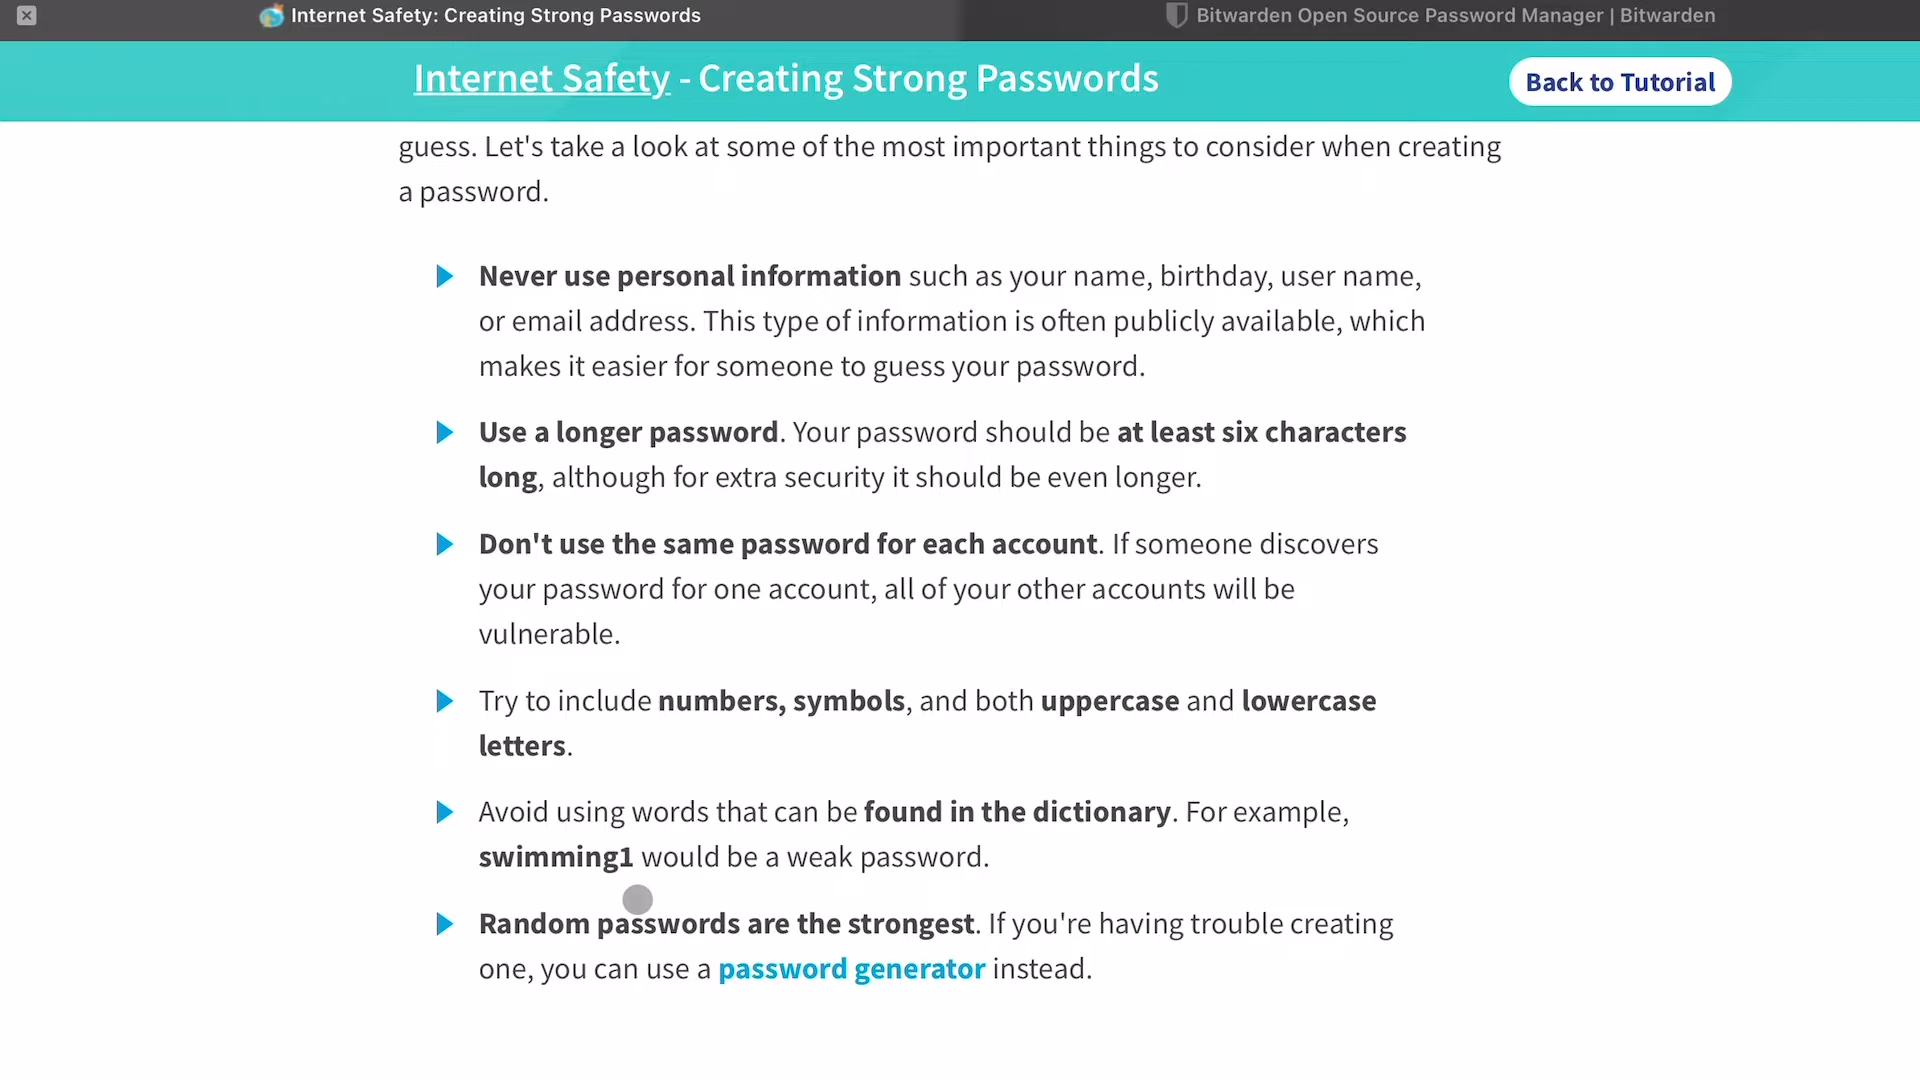 Internet Safety: Creating Strong Passwords
Bitwarden Open Source Password Manager | Bitwarden
Internet Safety - Creating Strong Passwords
Back to Tutorial
guess. Let's take a look at some of the most important things to consider when creating
a password.
Never use personal information such as your name, birthday, user name,
or email address. This type of information is often publicly available, which
makes it easier for someone to guess your password.
Use a longer password. Your password should be at least six characters
long, although for extra security it should be even longer.
Don't use the same password for each account. If someone discovers
your password for one account, all of your other accounts will be
vulnerable.
Try to include numbers, symbols, and both uppercase and lowercase
letters.
Avoid using words that can be found in the dictionary. For example,
swimming1 would be a weak password.
Random passwords are the strongest. If you're having trouble creating
one, you can use a password generator instead.